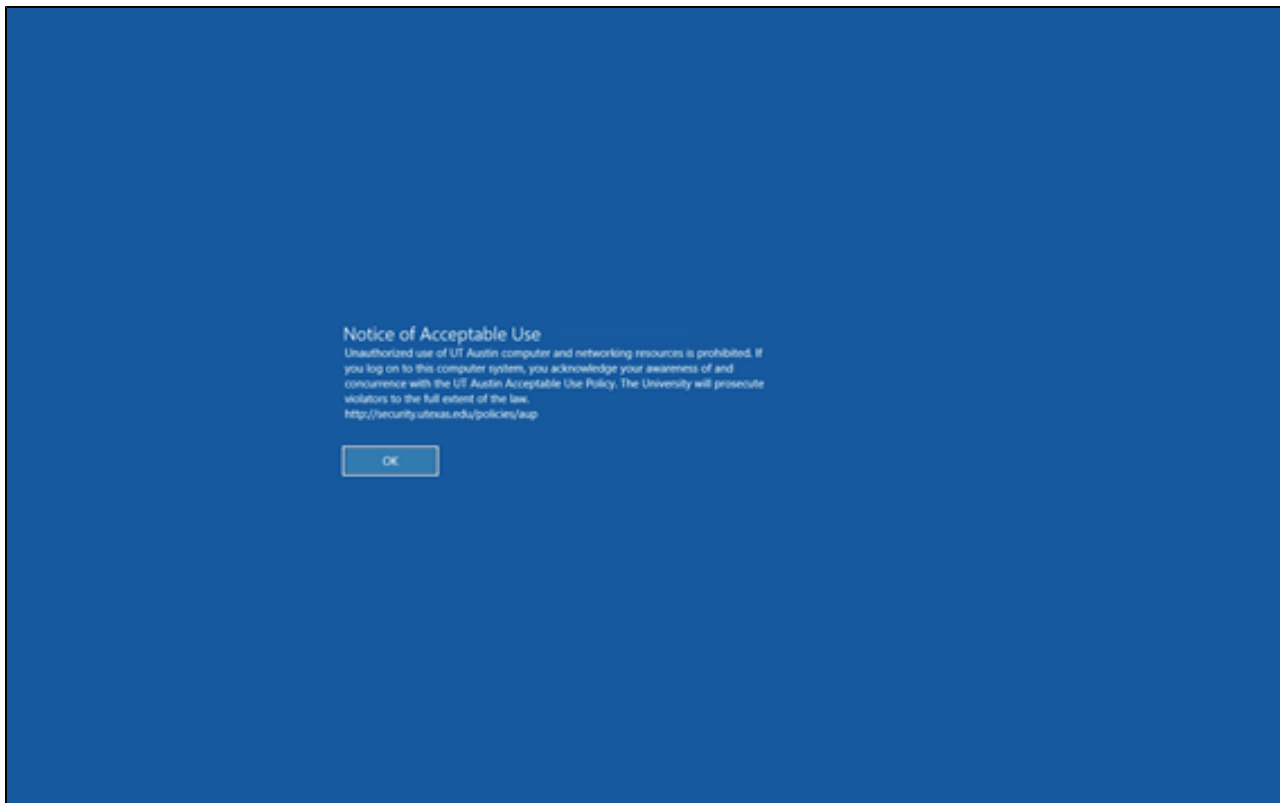 Notice of Acceptable Use
Unauthorized use of UT Austin computer and networking resources is prohibited. If
you log on to this computer system, you acknowledge your awareness of and
concurrence with the UT Austin Acceptable Use Policy. The University will prosecute
violators to the full extent of the law.
http://security.utexas.edu/policies/aup
OK